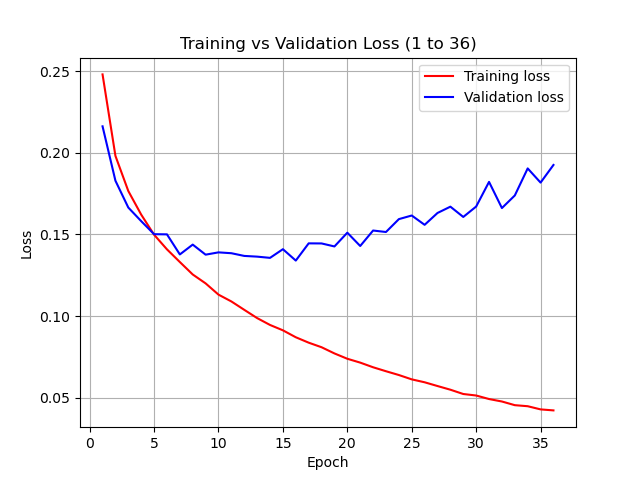 Training vs Validation Loss (1 to 36)
Training loss
Validation loss
0.25
0.20
0.15
0.10
0.05
Loss
0 5 10 15 20 25 30 35
Epoch